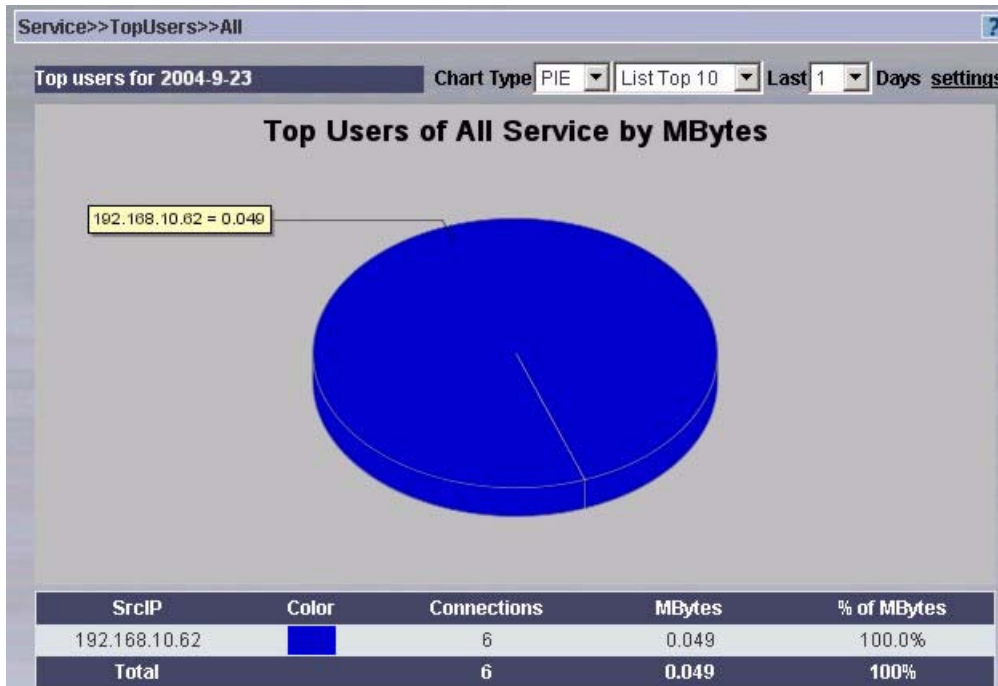 Service>>TopUsers>>All ?
Top users for 2004-9-23 Chart Type PIE List Top 10 Last 1 Days settings
Top Users of All Service by MBytes
192.168.10.62 = 0.049
SrcIP Color Connections MBytes % of MBytes
192.168.10.62 6 0.049 100.0%
Total 6 0.049 100%